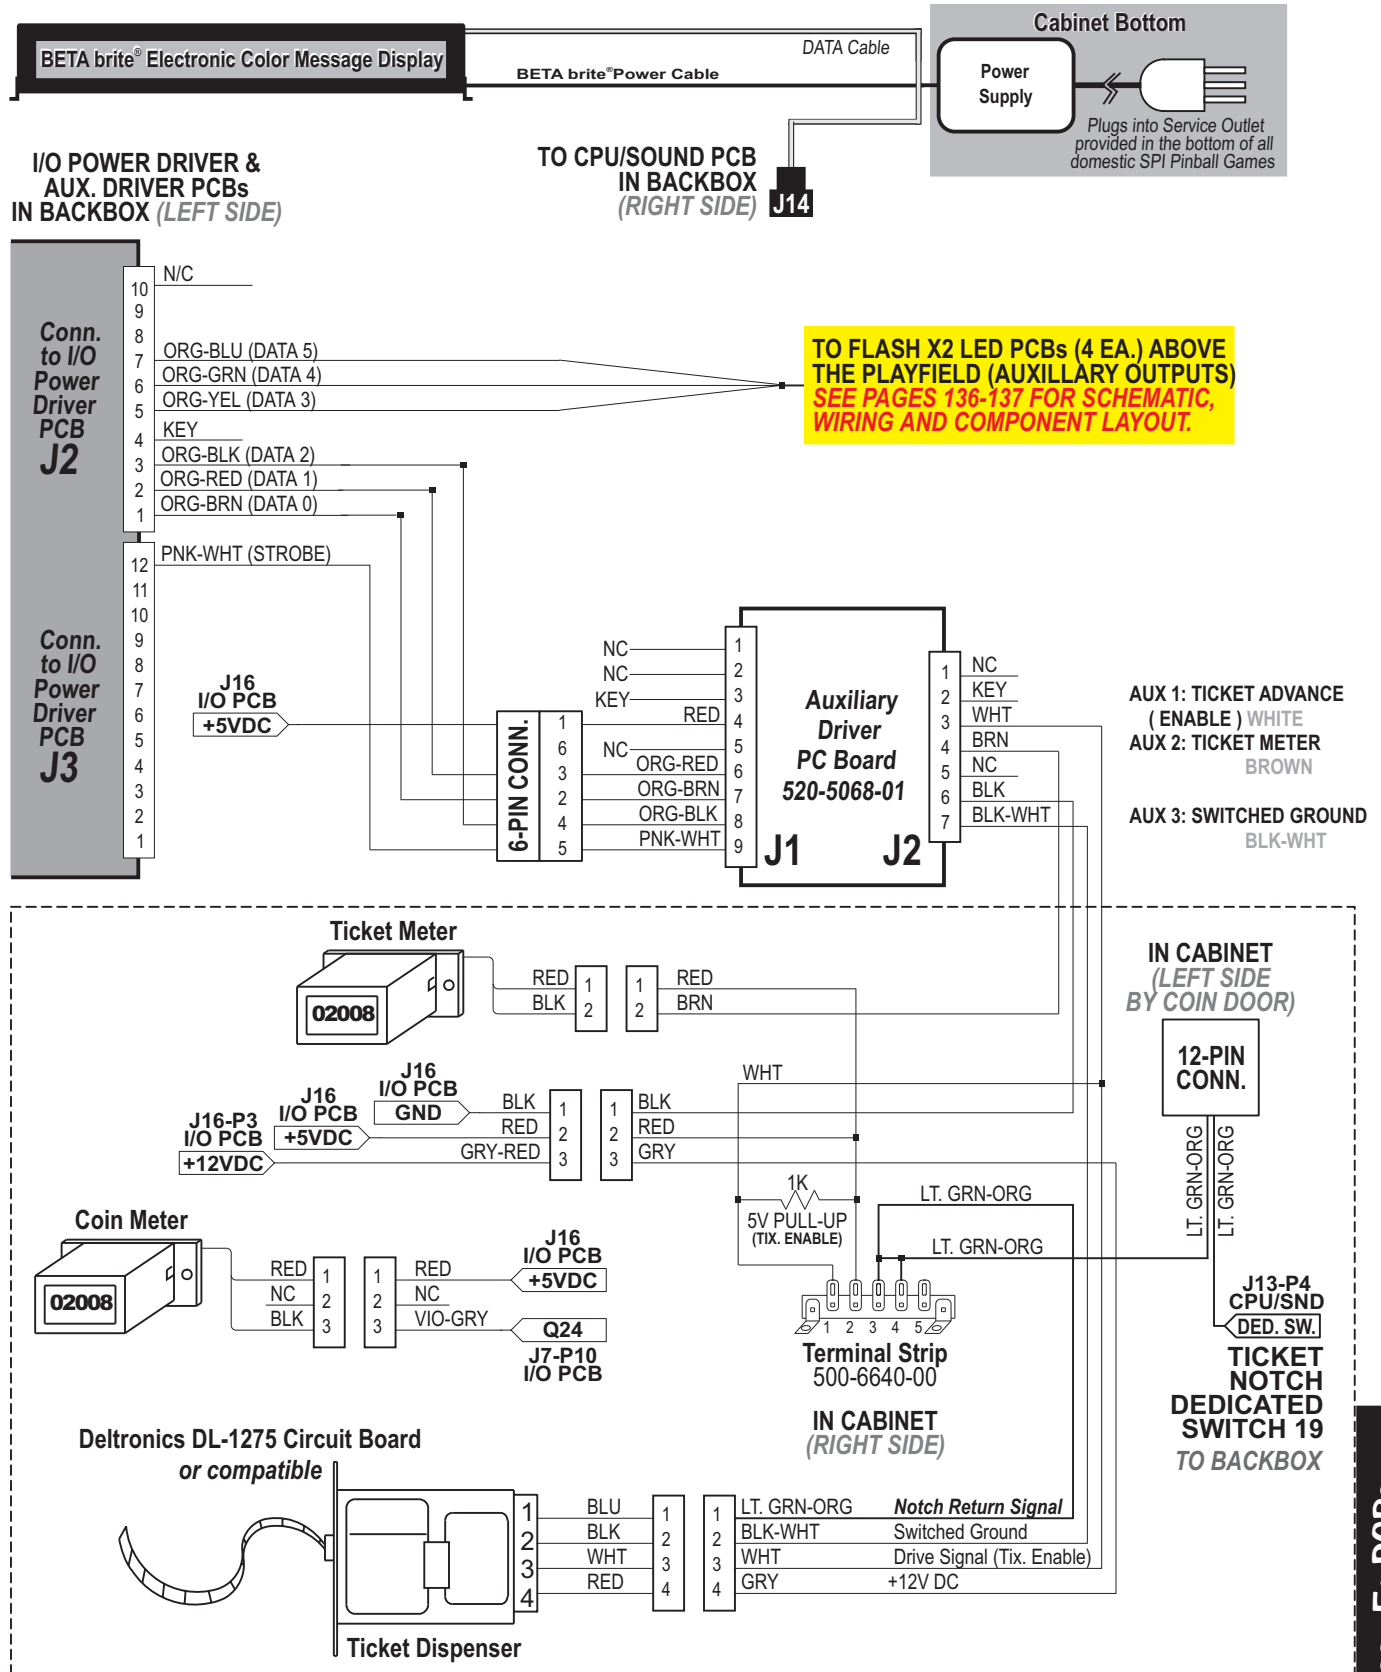 Cabinet Bottom
BETA brite® Electronic Color Message Display
DATA Cable
BETA brite® Power Cable
Power
Supply
Plugs into Service Outlet
provided in the bottom of all
domestic SPI Pinball Games
I/O POWER DRIVER &
AUX. DRIVER PCBs
IN BACKBOX (LEFT SIDE)
TO CPU/SOUND PCB
IN BACKBOX
(RIGHT SIDE)
J14
Conn.
to I/O
Power
Driver
PCB
J2
10 N/C
9
8
7 ORG-BLU (DATA 5)
6 ORG-GRN (DATA 4)
5 ORG-YEL (DATA 3)
4 KEY
3 ORG-BLK (DATA 2)
2 ORG-RED (DATA 1)
1 ORG-BRN (DATA 0)
TO FLASH X2 LED PCBs (4 EA.) ABOVE
THE PLAYFIELD (AUXILLARY OUTPUTS)
SEE PAGES 136-137 FOR SCHEMATIC,
WIRING AND COMPONENT LAYOUT.
Conn.
to I/O
Power
Driver
PCB
J3
12 PNK-WHT (STROBE)
11
10
9
8
7
6
5
4
3
2
1
J16
I/O PCB
+5VDC
6-PIN CONN.
1
6
3
2
4
5
NC 1
NC 2
KEY 3
RED 4
NC 5
ORG-RED 6
ORG-BRN 7
ORG-BLK 8
PNK-WHT 9
Auxiliary
Driver
PC Board
520-5068-01
J1
J2
1 NC
2 KEY
3 WHT
4 BRN
5 NC
6 BLK
7 BLK-WHT
AUX 1: TICKET ADVANCE
( ENABLE ) WHITE
AUX 2: TICKET METER
BROWN
AUX 3: SWITCHED GROUND
BLK-WHT
Ticket Meter
02008
RED 1
BLK 2
1 RED
2 BRN
IN CABINET
(LEFT SIDE
BY COIN DOOR)
12-PIN
CONN.
LT. GRN-ORG
LT. GRN-ORG
J16
I/O PCB
GND
J16
I/O PCB
+5VDC
J16-P3
I/O PCB
+12VDC
BLK 1
RED 2
GRY-RED 3
1 BLK
2 RED
3 GRY
WHT
1K
5V PULL-UP
(TIX. ENABLE)
LT. GRN-ORG
LT. GRN-ORG
Coin Meter
02008
RED 1
NC 2
BLK 3
1 RED
2 NC
3 VIO-GRY
J16
I/O PCB
+5VDC
Q24
J7-P10
I/O PCB
1 2 3 4 5
Terminal Strip
500-6640-00
IN CABINET
(RIGHT SIDE)
J13-P4
CPU/SND
DED. SW.
TICKET
NOTCH
DEDICATED
SWITCH 19
TO BACKBOX
Deltronics DL-1275 Circuit Board
or compatible
1 BLU 1
2 BLK 2
3 WHT 3
4 RED 4
1 LT. GRN-ORG Notch Return Signal
2 BLK-WHT Switched Ground
3 WHT Drive Signal (Tix. Enable)
4 GRY +12V DC
Ticket Dispenser